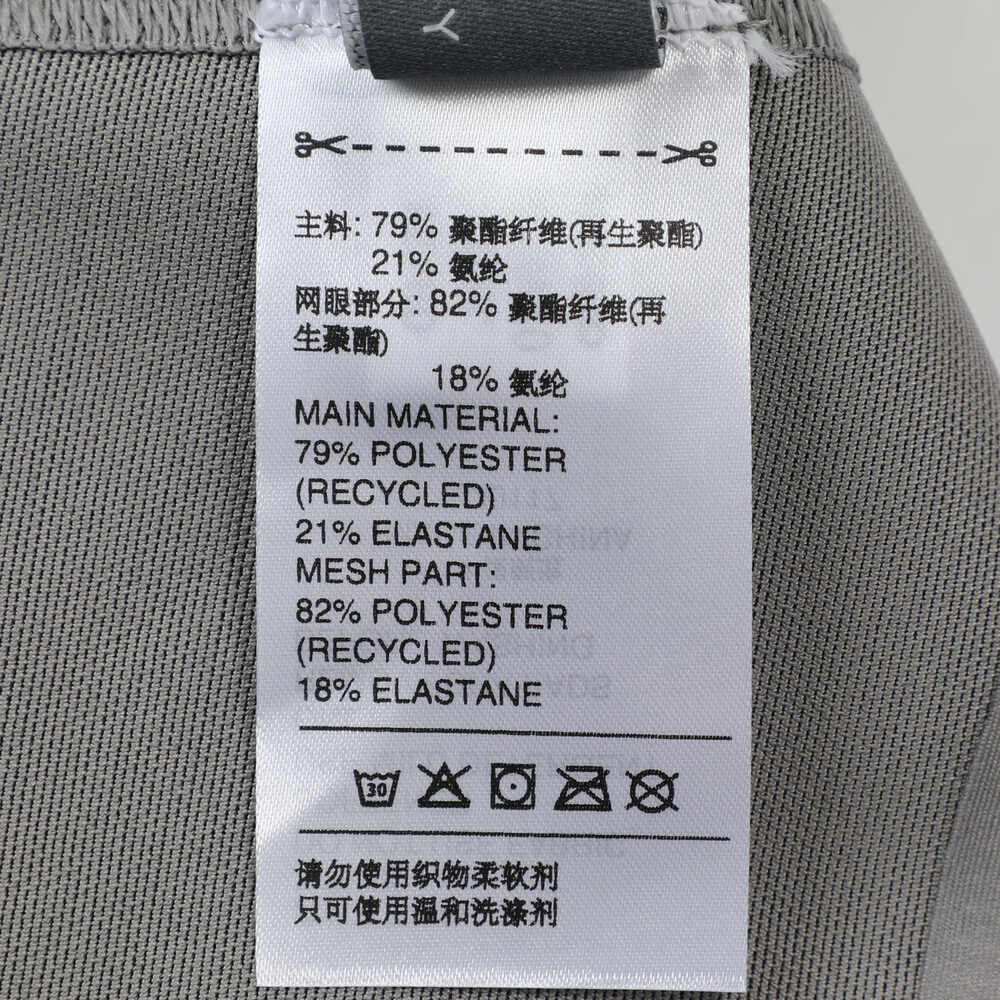 Y
主料: 79% 聚酯纤维(再生聚酯)
21% 氨纶
网眼部分: 82% 聚酯纤维(再
生聚酯)
18% 氨纶
MAIN MATERIAL:
79% POLYESTER
(RECYCLED)
21% ELASTANE
MESH PART:
82% POLYESTER
(RECYCLED)
18% ELASTANE
30
请勿使用织物柔软剂
只可使用温和洗涤剂